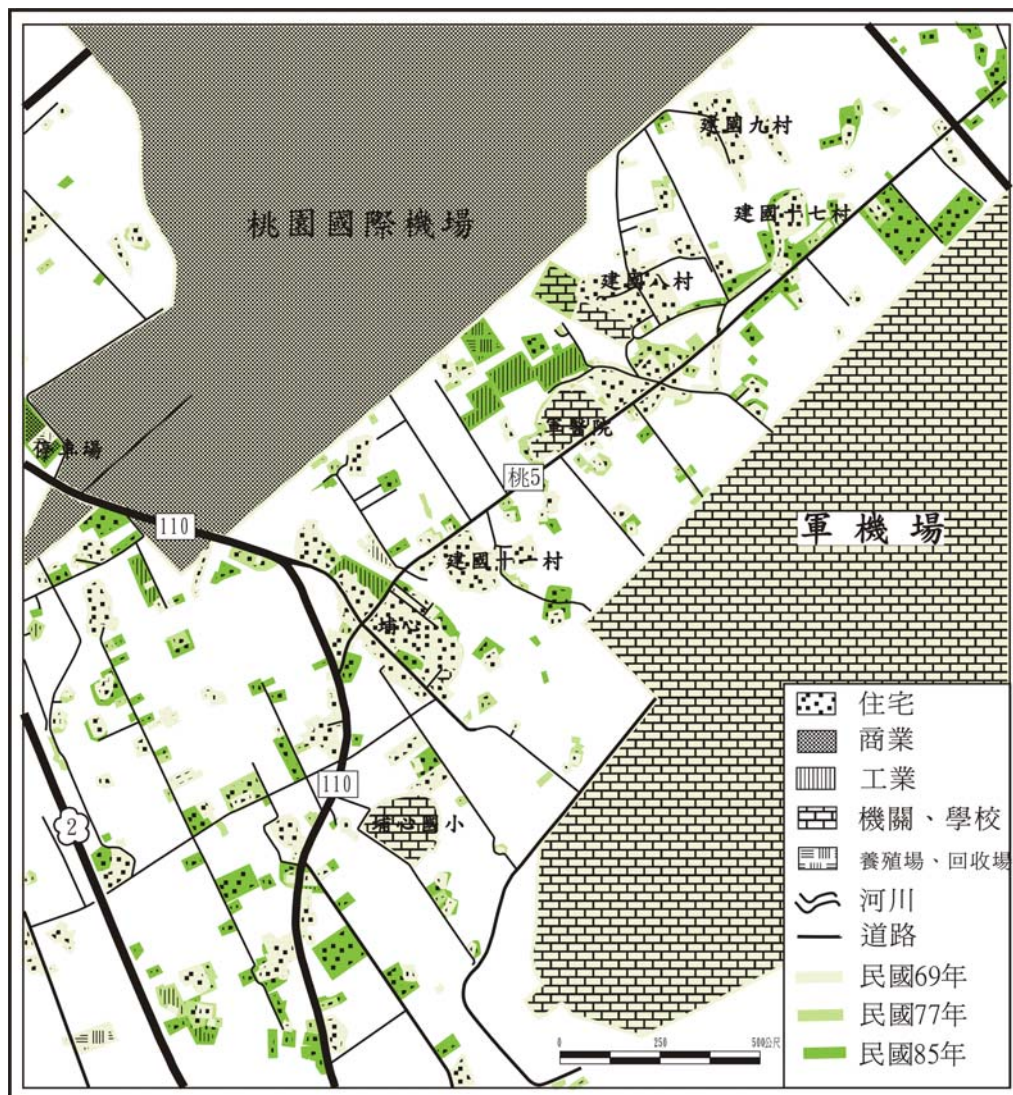 建國九村
建國十七村
桃園國際機場
建國八村
停車場
軍醫院
桃5
110
軍機場
建國十一村
埔心
110
埔心國小
2
住宅
商業
工業
機關、學校
養殖場、回收場
河川
道路
民國69年
民國77年
民國85年
0 250 500公尺